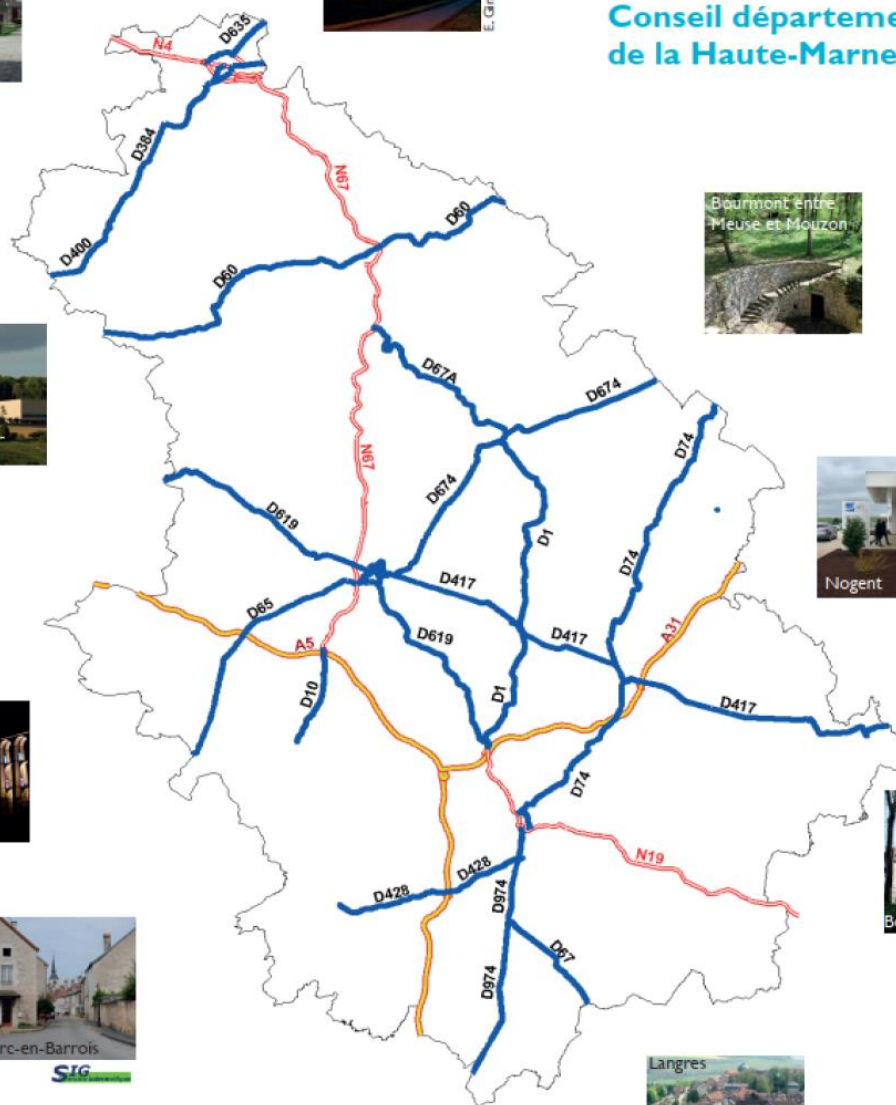 Conseil départeme
de la Haute-Marne
E. Gir
D635
N4
D384
N67
D400
D60
D60
Bourmont entre
Meuse et Mouzon
D67A
D674
D74
N67
D674
D619
D1
D74
Nogent
D417
D65
D619
D417
A31
A5
D10
D1
D417
D74
N19
D428
D428
D974
D67
D974
rc-en-Barrois
SIG
Langres